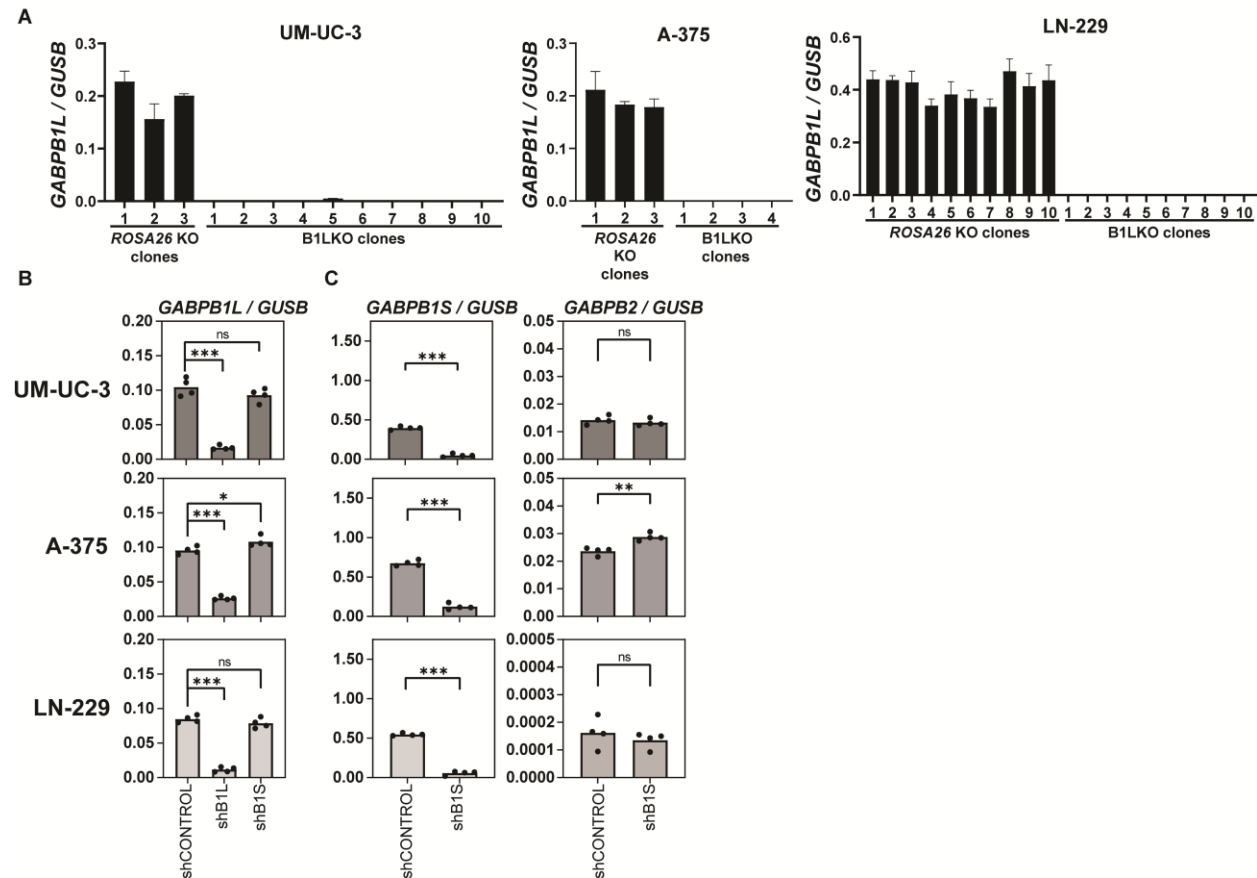 A
UM-UC-3
A-375
LN-229
GABPB1L / GUSB
0.3
0.2
0.1
0.0
1 2 3 1 2 3 4 5 6 7 8 9 10
ROSA26 KO
clones
B1LKO clones
GABPB1L / GUSB
0.3
0.2
0.1
0.0
1 2 3 1 2 3 4
ROSA26
KO
clones
B1LKO
clones
GABPB1L / GUSB
0.6
0.4
0.2
0.0
1 2 3 4 5 6 7 8 9 10 1 2 3 4 5 6 7 8 9 10
ROSA26 KO clones
B1LKO clones
B
C
GABPB1L / GUSB
GABPB1S / GUSB
GABPB2 / GUSB
UM-UC-3
0.20
0.15
0.10
0.05
0.00
ns
***
1.50
1.00
0.50
0.00
***
0.05
0.04
0.03
0.02
0.01
0.00
ns
A-375
0.20
0.15
0.10
0.05
0.00
*
***
1.50
1.00
0.50
0.00
***
0.05
0.04
0.03
0.02
0.01
0.00
**
LN-229
0.20
0.15
0.10
0.05
0.00
ns
***
1.50
1.00
0.50
0.00
***
0.0005
0.0004
0.0003
0.0002
0.0001
0.0000
ns
shCONTROL
shB1L
shB1S
shCONTROL
shB1S
shCONTROL
shB1S